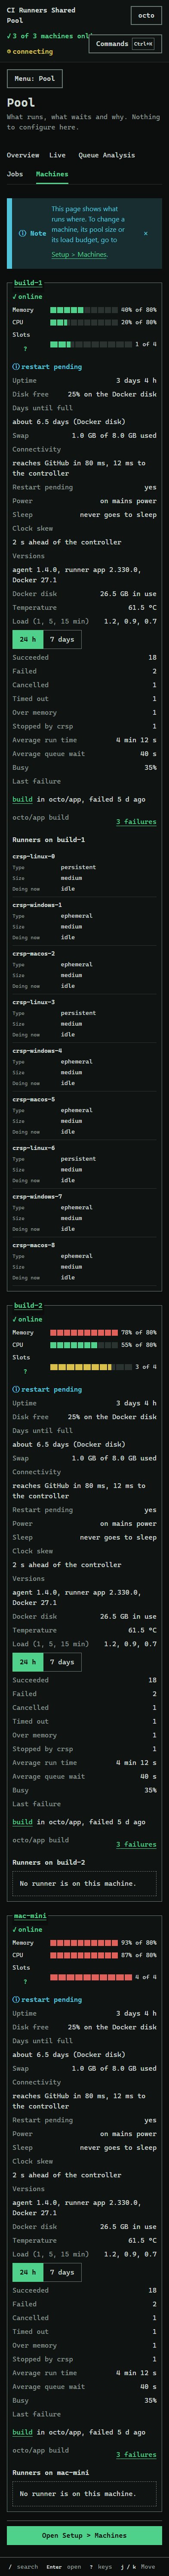 CI Runners Shared
Pool
octo
✓ 3 of 3 machines onl
Commands Ctrl+K
connecting
Menu: Pool
Pool
What runs, what waits and why. Nothing
to configure here.
Overview Live Queue Analysis
Jobs Machines
Note
This page shows what
runs where. To change a
machine, its pool size or
its load budget, go to
Setup > Machines.
×
build-1
✓ online
Memory 40% of 80%
CPU 20% of 80%
Slots
? 1 of 4
restart pending
Uptime 3 days 4 h
Disk free 25% on the Docker disk
Days until full
about 6.5 days (Docker disk)
Swap 1.0 GB of 8.0 GB used
Connectivity
reaches GitHub in 80 ms, 12 ms to
the controller
Restart pending yes
Power on mains power
Sleep never goes to sleep
Clock skew
2 s ahead of the controller
Versions
agent 1.4.0, runner app 2.330.0,
Docker 27.1
Docker disk 26.5 GB in use
Temperature 61.5 °C
Load (1, 5, 15 min) 1.2, 0.9, 0.7
24 h 7 days
Succeeded 18
Failed 2
Cancelled 1
Timed out 1
Over memory 1
Stopped by crsp 1
Average run time 4 min 12 s
Average queue wait 40 s
Busy 35%
Last failure
build in octo/app, failed 5 d ago
octo/app build
3 failures
Runners on build-1
crsp-linux-0
Type persistent
Size medium
Doing now idle
crsp-windows-1
Type ephemeral
Size medium
Doing now idle
crsp-macos-2
Type ephemeral
Size medium
Doing now idle
crsp-linux-3
Type persistent
Size medium
Doing now idle
crsp-windows-4
Type ephemeral
Size medium
Doing now idle
crsp-macos-5
Type ephemeral
Size medium
Doing now idle
crsp-linux-6
Type persistent
Size medium
Doing now idle
crsp-windows-7
Type ephemeral
Size medium
Doing now idle
crsp-macos-8
Type ephemeral
Size medium
Doing now idle
build-2
✓ online
Memory 78% of 80%
CPU 55% of 80%
Slots
? 3 of 4
restart pending
Uptime 3 days 4 h
Disk free 25% on the Docker disk
Days until full
about 6.5 days (Docker disk)
Swap 1.0 GB of 8.0 GB used
Connectivity
reaches GitHub in 80 ms, 12 ms to
the controller
Restart pending yes
Power on mains power
Sleep never goes to sleep
Clock skew
2 s ahead of the controller
Versions
agent 1.4.0, runner app 2.330.0,
Docker 27.1
Docker disk 26.5 GB in use
Temperature 61.5 °C
Load (1, 5, 15 min) 1.2, 0.9, 0.7
24 h 7 days
Succeeded 18
Failed 2
Cancelled 1
Timed out 1
Over memory 1
Stopped by crsp 1
Average run time 4 min 12 s
Average queue wait 40 s
Busy 35%
Last failure
build in octo/app, failed 5 d ago
octo/app build
3 failures
Runners on build-2
No runner is on this machine.
mac-mini
✓ online
Memory 93% of 80%
CPU 87% of 80%
Slots
? 4 of 4
restart pending
Uptime 3 days 4 h
Disk free 25% on the Docker disk
Days until full
about 6.5 days (Docker disk)
Swap 1.0 GB of 8.0 GB used
Connectivity
reaches GitHub in 80 ms, 12 ms to
the controller
Restart pending yes
Power on mains power
Sleep never goes to sleep
Clock skew
2 s ahead of the controller
Versions
agent 1.4.0, runner app 2.330.0,
Docker 27.1
Docker disk 26.5 GB in use
Temperature 61.5 °C
Load (1, 5, 15 min) 1.2, 0.9, 0.7
24 h 7 days
Succeeded 18
Failed 2
Cancelled 1
Timed out 1
Over memory 1
Stopped by crsp 1
Average run time 4 min 12 s
Average queue wait 40 s
Busy 35%
Last failure
build in octo/app, failed 5 d ago
octo/app build
3 failures
Runners on mac-mini
No runner is on this machine.
Open Setup > Machines
/ search Enter open ? keys j / k Move